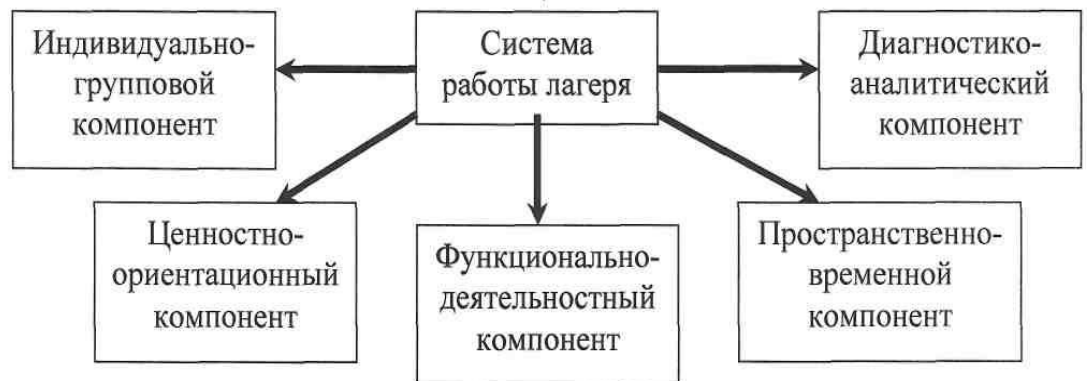 Индивидуально-
групповой
компонент
Система
работы лагеря
Диагностико-
аналитический
компонент
Ценностно-
ориентационный
компонент
Функционально-
деятельностный
компонент
Пространственно-
временной
компонент